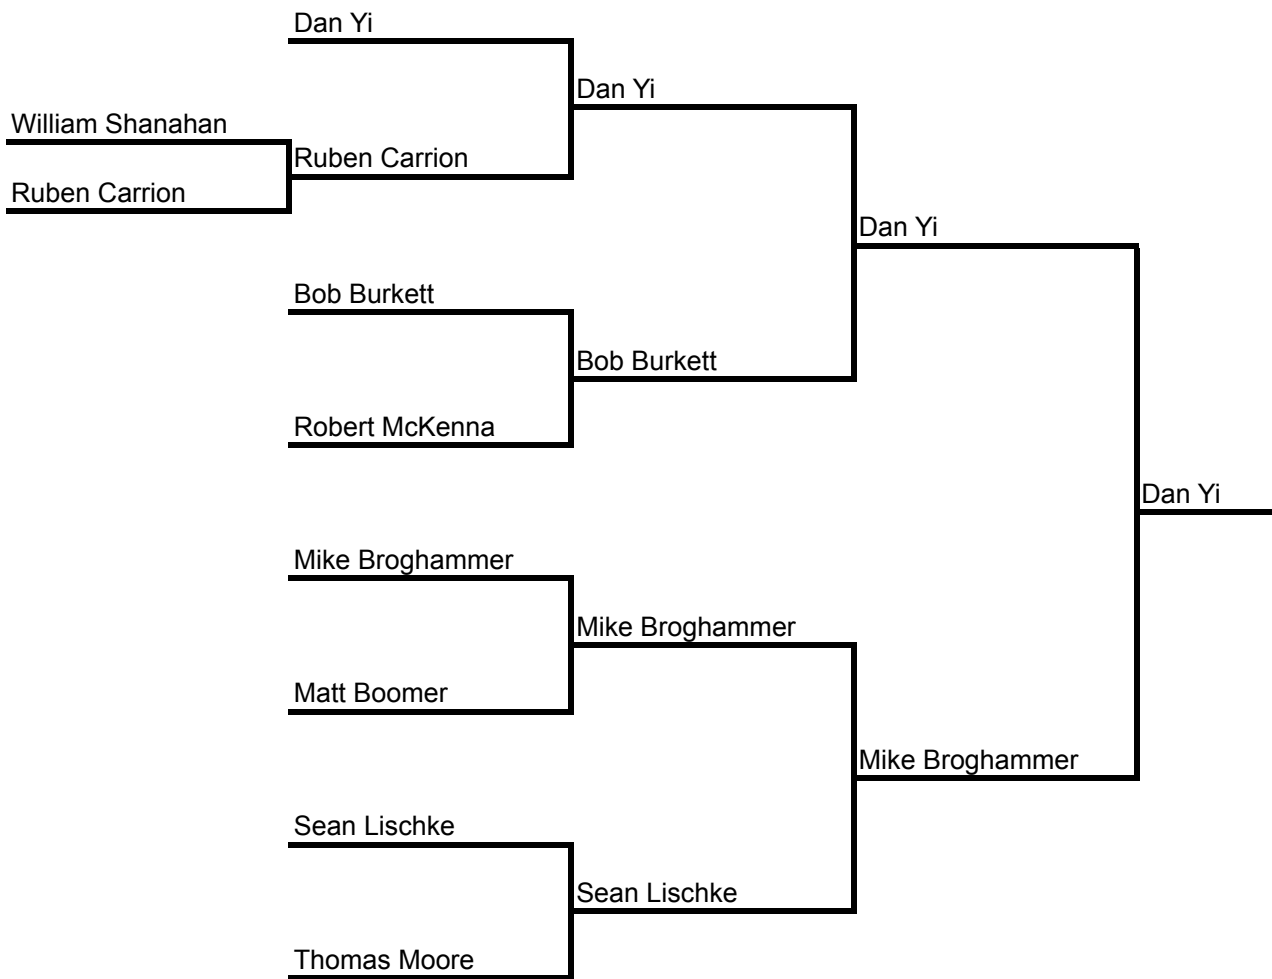 Dan Yi
Dan Yi
William Shanahan
Ruben Carrion
Ruben Carrion
Dan Yi
Bob Burkett
Bob Burkett
Robert McKenna
Dan Yi
Mike Broghammer
Mike Broghammer
Matt Boomer
Mike Broghammer
Sean Lischke
Sean Lischke
Thomas Moore